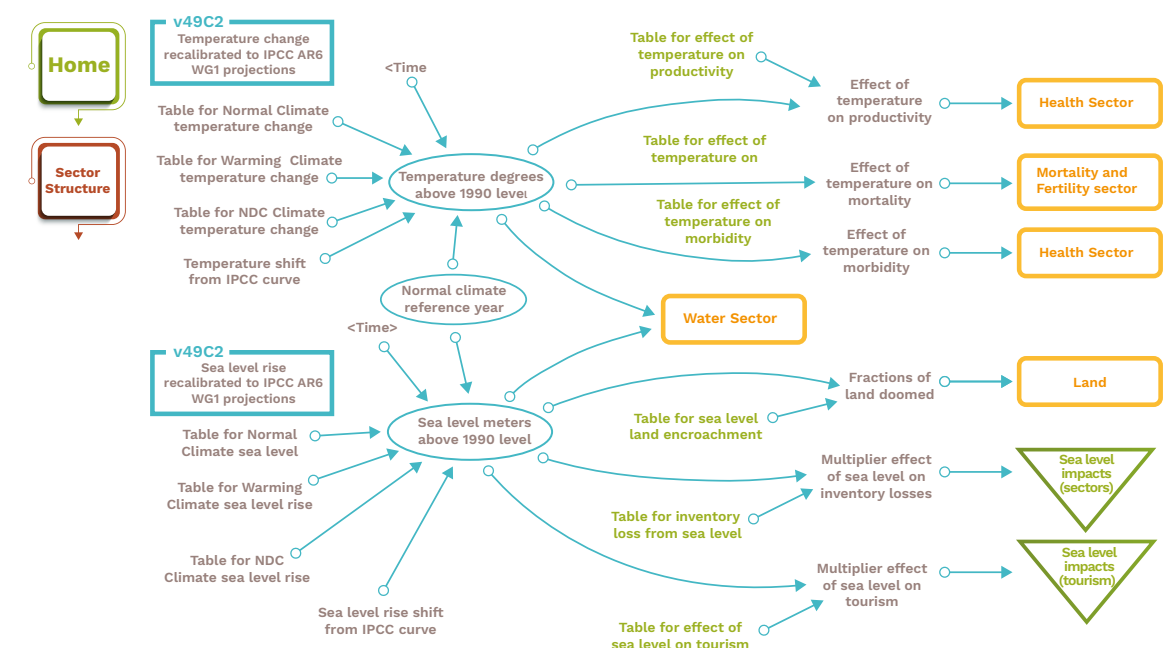 Home
Sector
Structure
v49C2
Temperature change
recalibrated to IPCC AR6
WG1 projections
<Time
Table for Normal Climate
temperature change
Table for Warming Climate
temperature change
Table for NDC Climate
temperature change
Temperature shift
from IPCC curve
Temperature degrees
above 1990 level
Normal climate
reference year
Table for effect of
temperature on
productivity
Effect of
temperature
on productivity
Health Sector
Table for effect of
temperature on
Effect of
temperature on
mortality
Mortality and
Fertility sector
Table for effect of
temperature on
morbidity
Effect of
temperature on
morbidity
Health Sector
Water Sector
<Time>
v49C2
Sea level rise
recalibrated to IPCC AR6
WG1 projections
Table for Normal
Climate sea level
Table for Warming
Climate sea level rise
Table for NDC
Climate sea level rise
Sea level rise shift
from IPCC curve
Sea level meters
above 1990 level
Fractions of
land doomed
Land
Table for sea level
land encroachment
Multiplier effect
of sea level on
inventory losses
Sea level
impacts
(sectors)
Table for inventory
loss from sea level
Multiplier effect
of sea level on
tourism
Sea level
impacts
(tourism)
Table for effect of
sea level on tourism